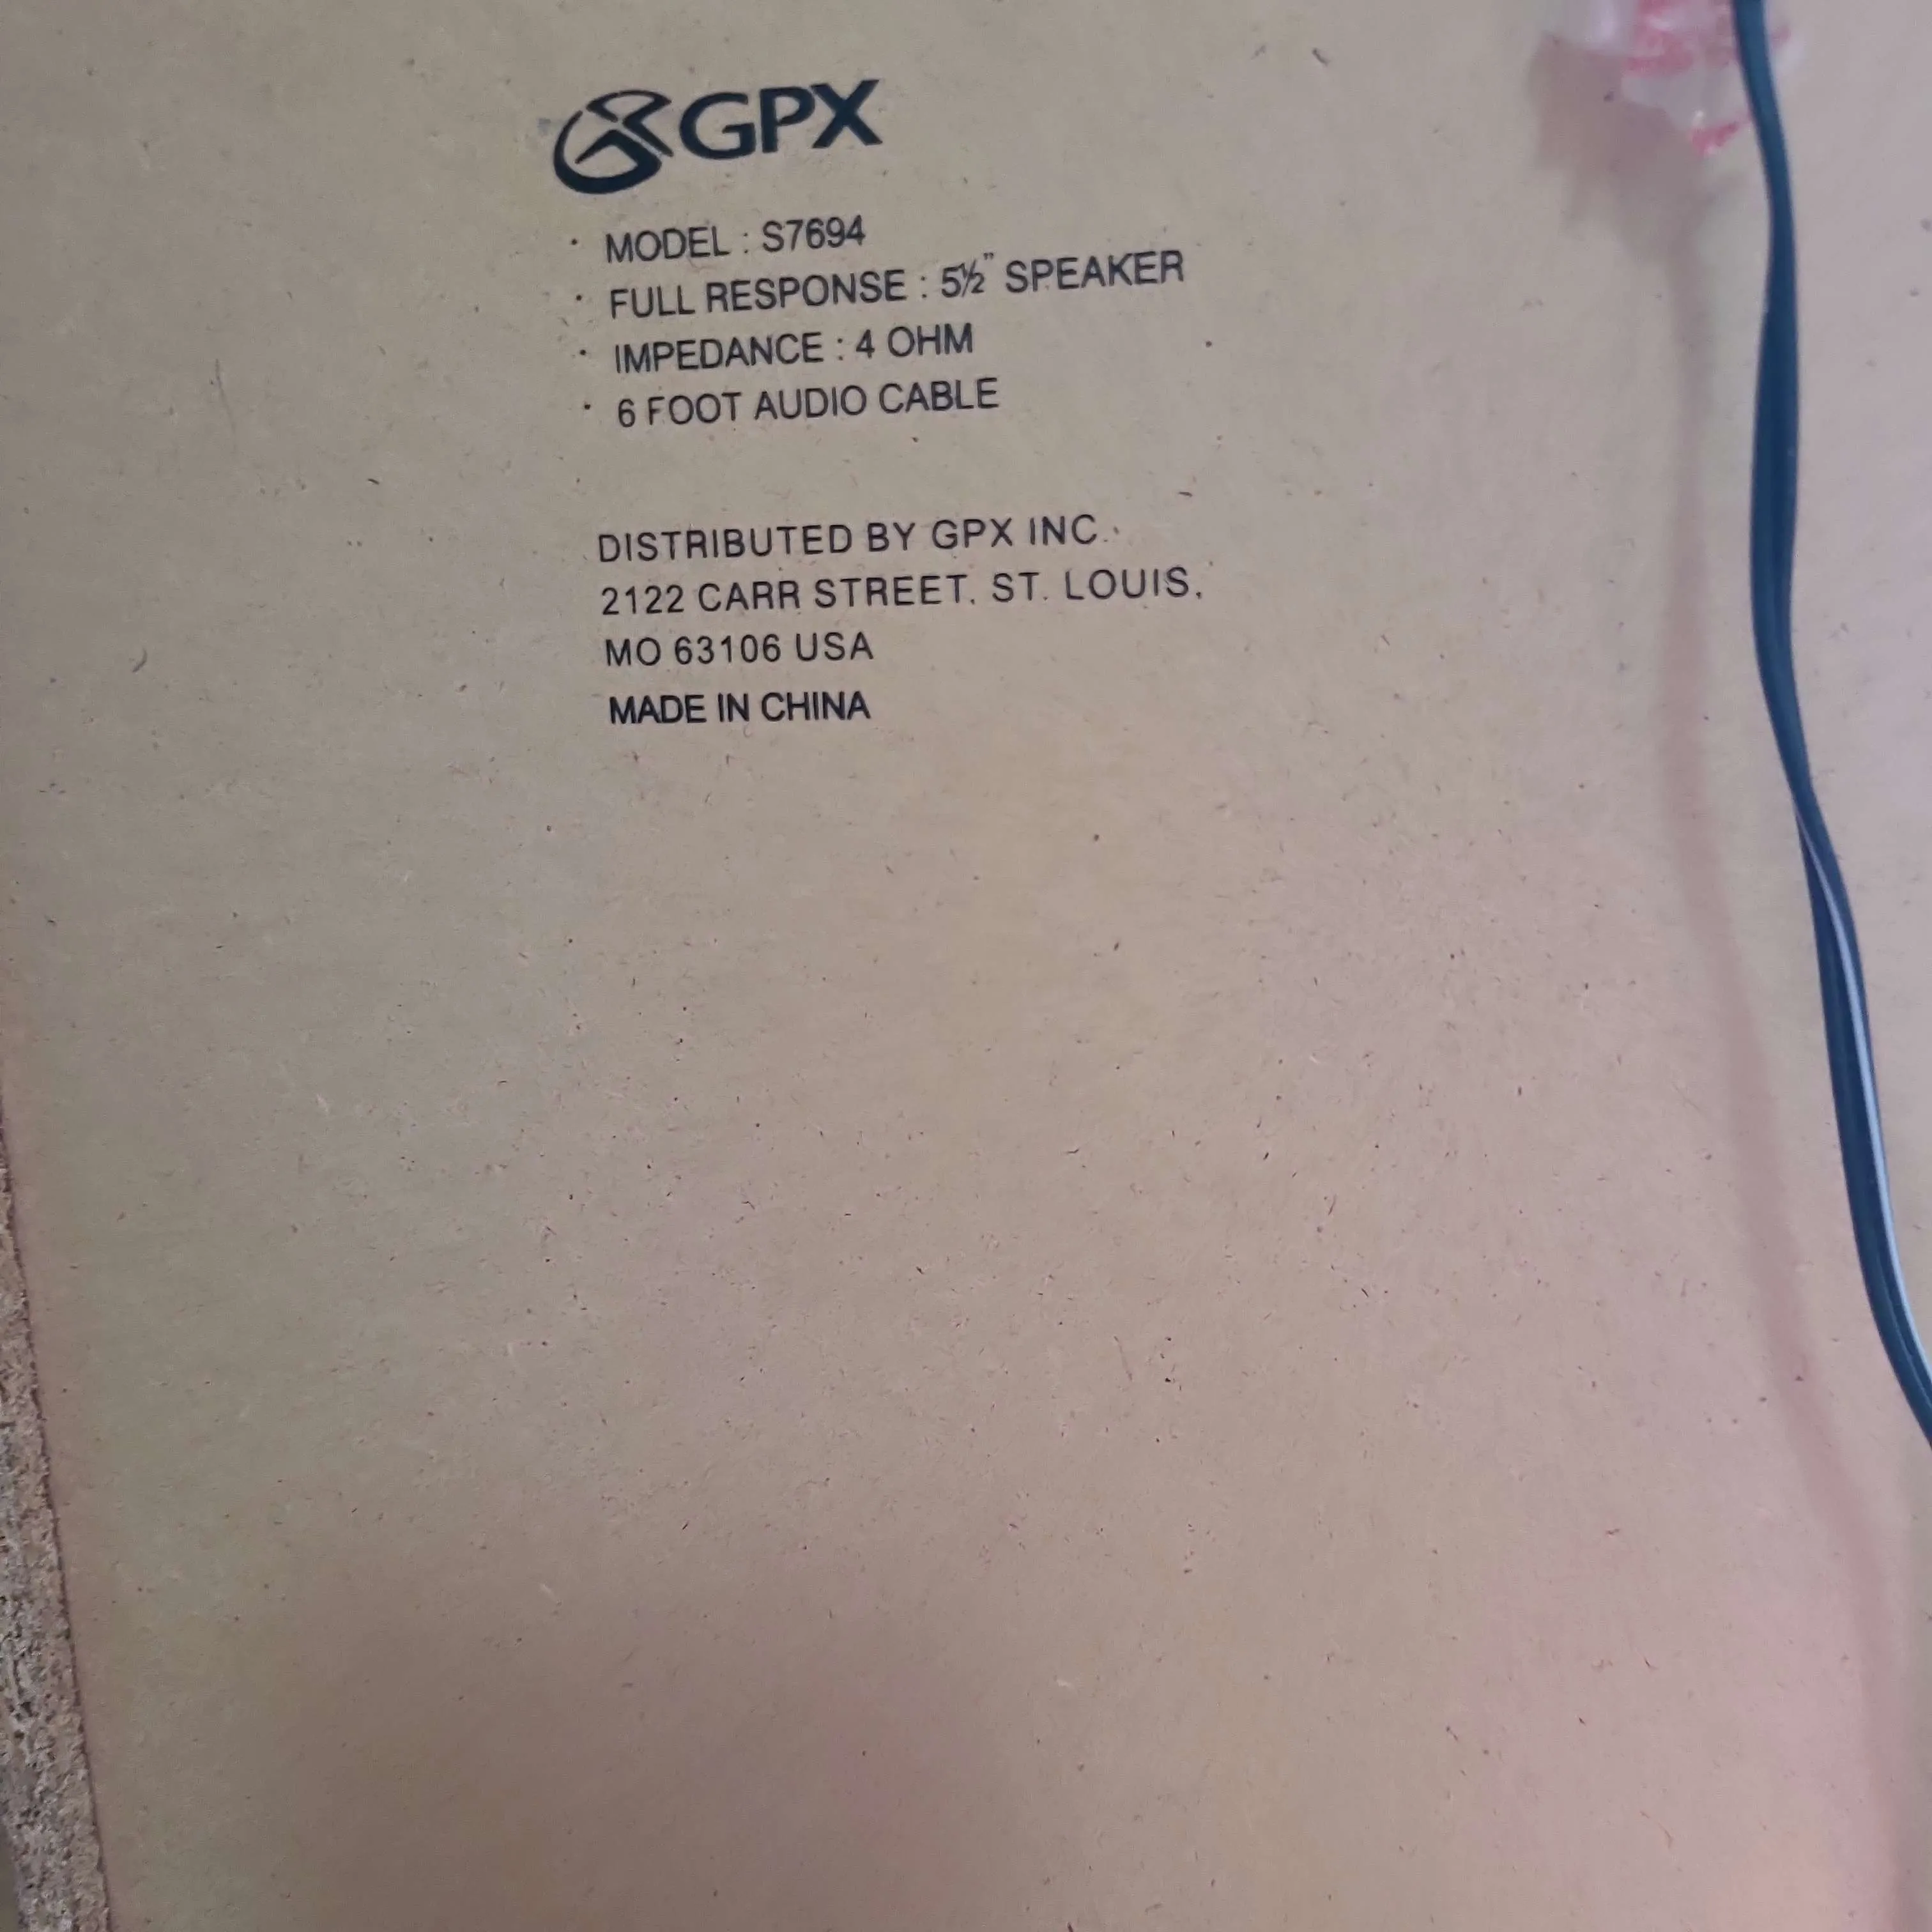 GPX
· MODEL : S7694
· FULL RESPONSE : 5½" SPEAKER
· IMPEDANCE : 4 OHM
· 6 FOOT AUDIO CABLE
DISTRIBUTED BY GPX INC.
2122 CARR STREET, ST. LOUIS,
MO 63106 USA
MADE IN CHINA